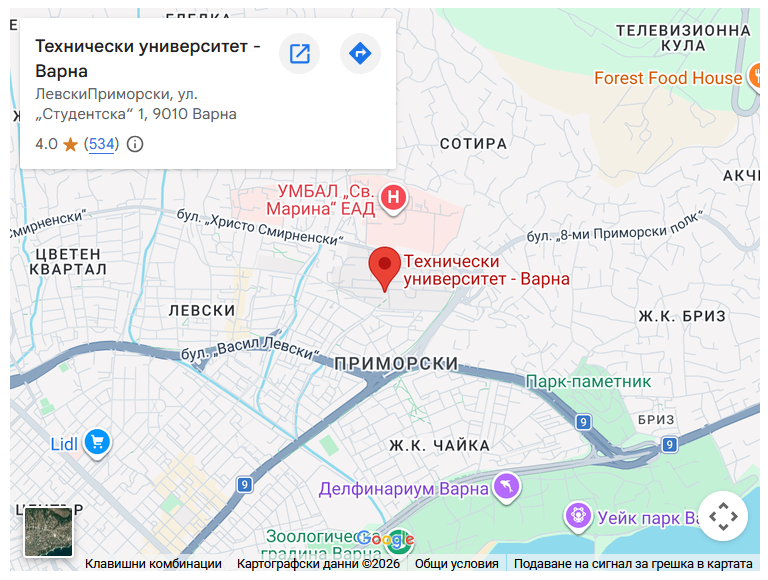 Технически университет -
Варна
ЛевскиПриморски, ул.
„Студентска“ 1, 9010 Варна
4.0 ★ (534)
ТЕЛЕВИЗИОННА
КУЛА
Forest Food House
СОТИРА
УМБАЛ „Св.
Марина“ ЕАД
H
бул. „Христо Смирненски“
Смирненски“
бул. „8-ми Приморски полк“
ЦВЕТЕН
КВАРТАЛ
Технически
университет - Варна
ЛЕВСКИ
Ж.К. БРИЗ
бул. „Васил Левски“
ПРИМОРСКИ
Парк-паметник
9
БРИЗ
9
Lidl
Ж.К. ЧАЙКА
9
Делфинариум Варна
Уейк парк
ЦЕНТЪР
Зоологическа
градина Варна
Google
Клавишни комбинации
Картографски данни ©2026
Общи условия
Подаване на сигнал за грешка в картата